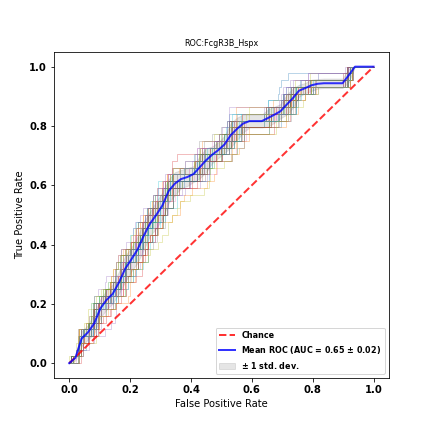 ROC:FcgR3B_Hspx
1.0
0.8
0.6
0.4
0.2
0.0
True Positive Rate
Chance
Mean ROC (AUC = 0.65 ± 0.02)
± 1 std. dev.
0.0 0.2 0.4 0.6 0.8 1.0
False Positive Rate